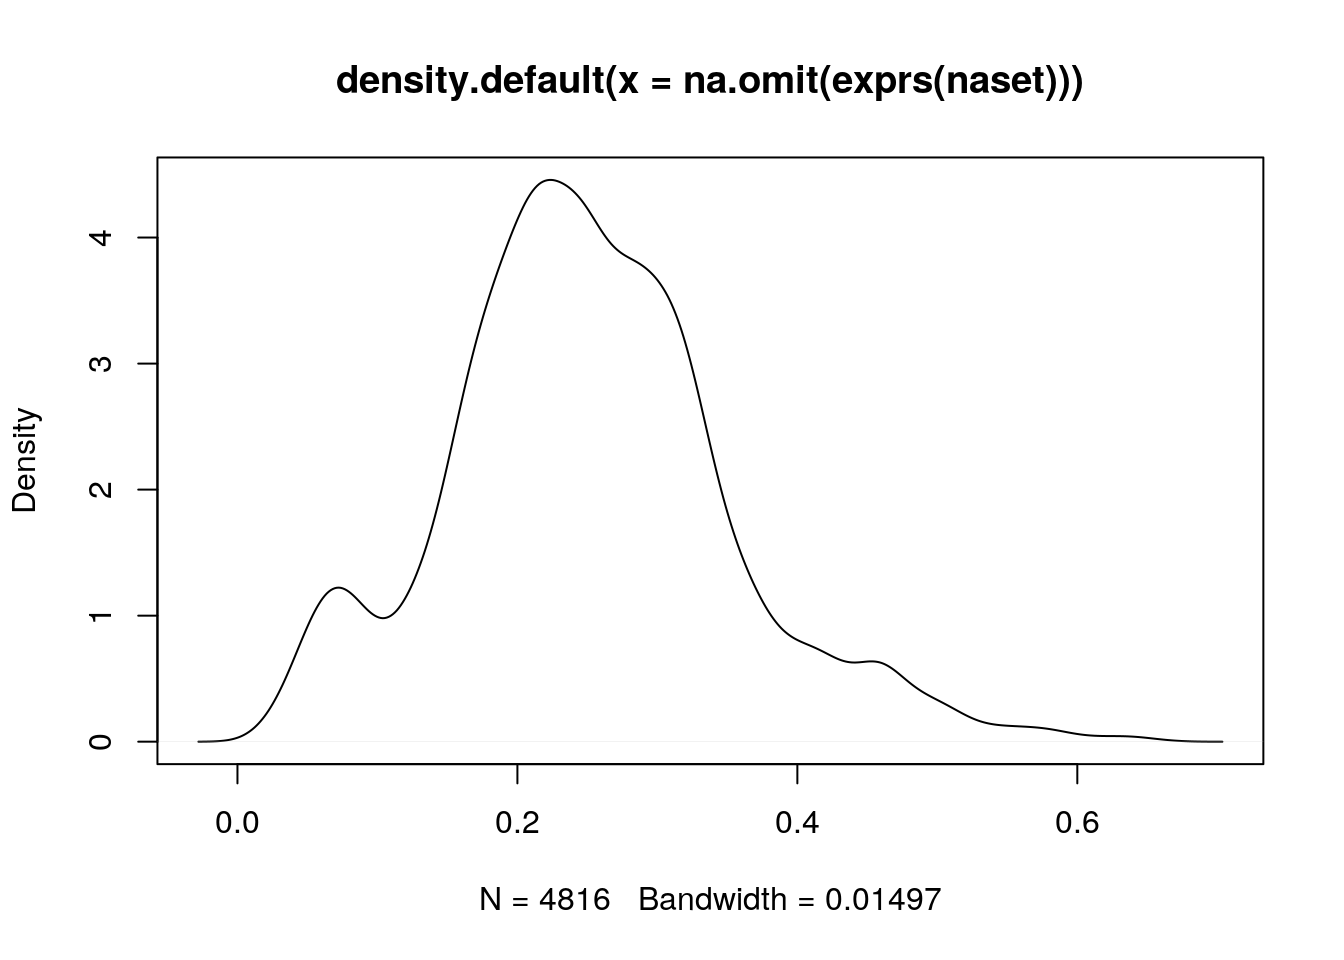 density.default(x = na.omit(exprs(naset)))
Density
4
3
2
1
0
0.0 0.2 0.4 0.6
N = 4816 Bandwidth = 0.01497